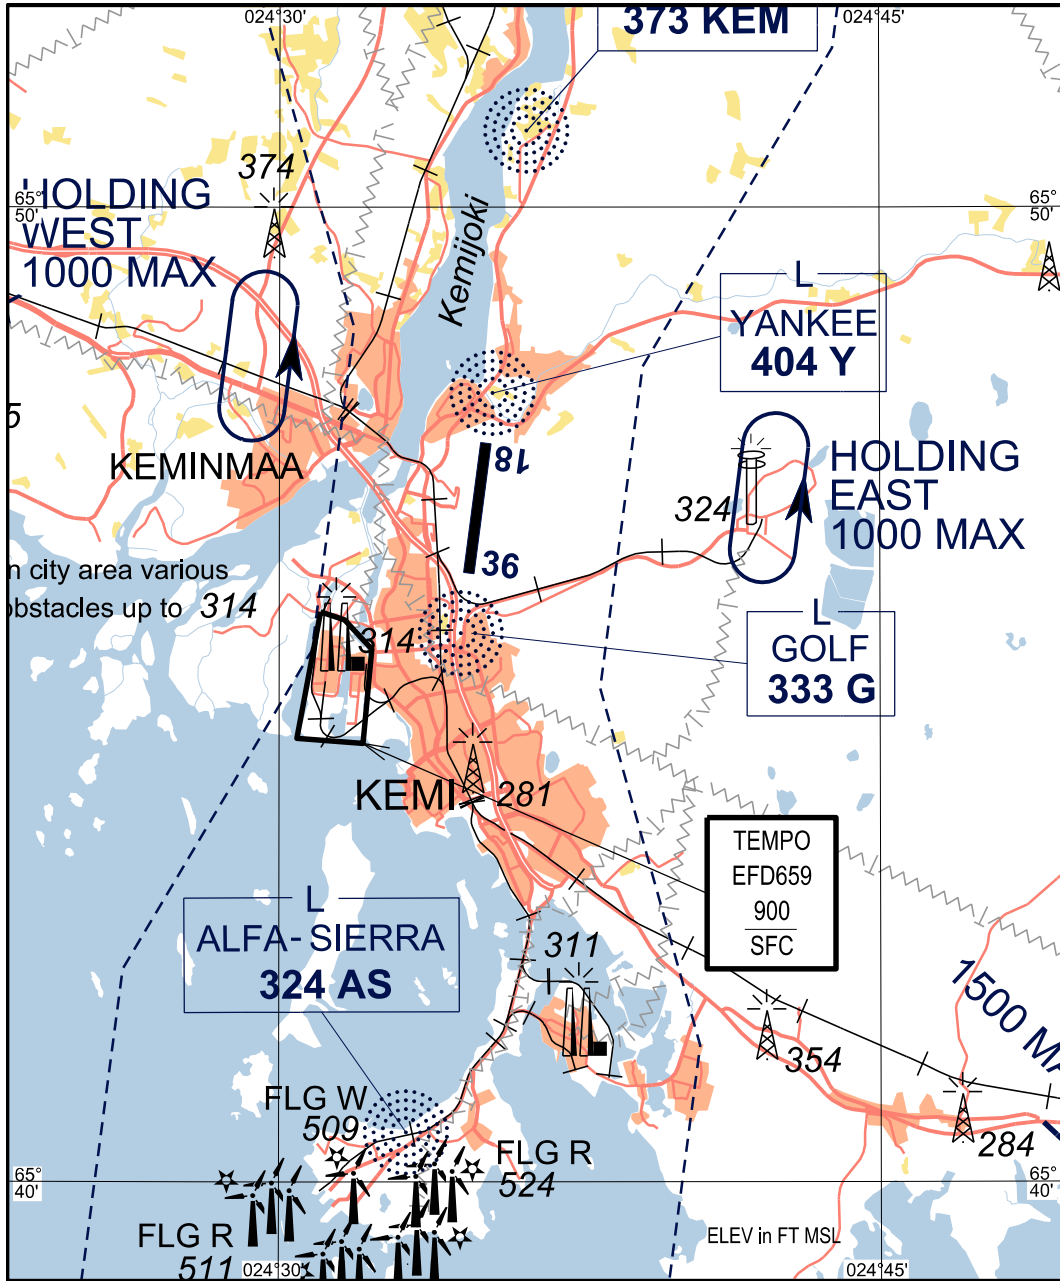 024°30'
373 KEM
024°45'
374
HOLDING
WEST
1000 MAX
65°
50'
65°
50'
Kemijoki
L
YANKEE
404 Y
5
KEMINMAA
18
36
324
HOLDING
EAST
1000 MAX
n city area various
obstacles up to 314
314
L
GOLF
333 G
KEMI
281
TEMPO
EFD659
900
SFC
L
ALFA-SIERRA
324 AS
311
1500 MA
354
284
FLG W
509
FLG R
524
65°
40'
65°
40'
FLG R
511
ELEV in FT MSL
024°30'
024°45'